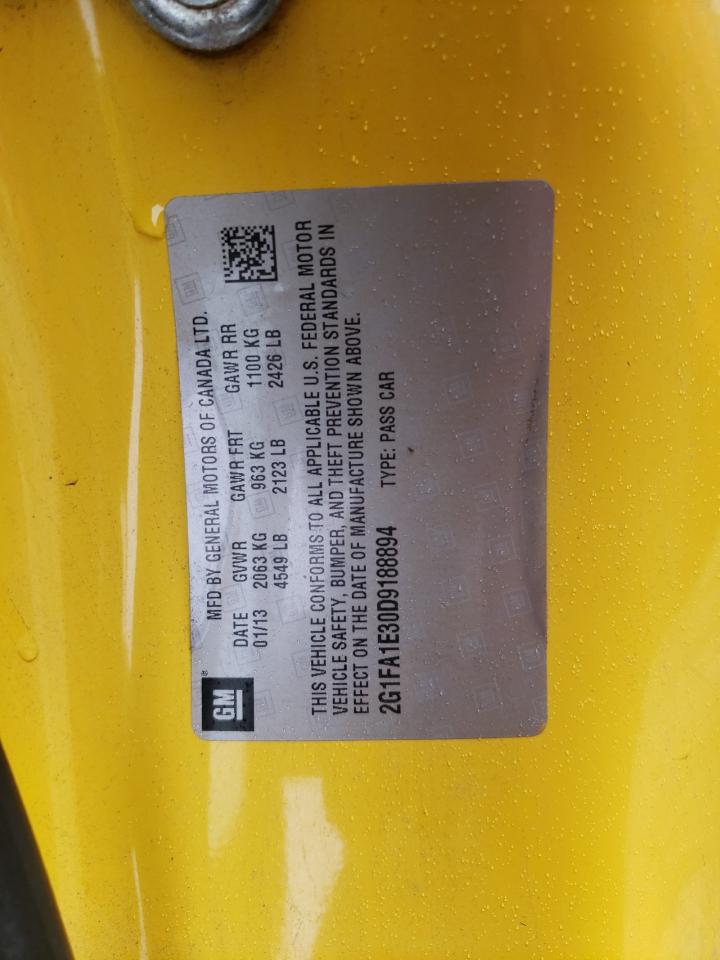 GM®
MFD BY GENERAL MOTORS OF CANADA LTD.
DATE GVWR GAWR FRT GAWR RR
01/13 2063 KG 963 KG 1100 KG
4549 LB 2123 LB 2426 LB
THIS VEHICLE CONFORMS TO ALL APPLICABLE U.S. FEDERAL MOTOR
VEHICLE SAFETY, BUMPER, AND THEFT PREVENTION STANDARDS IN
EFFECT ON THE DATE OF MANUFACTURE SHOWN ABOVE.
2G1FA1E30D9188894 TYPE: PASS CAR